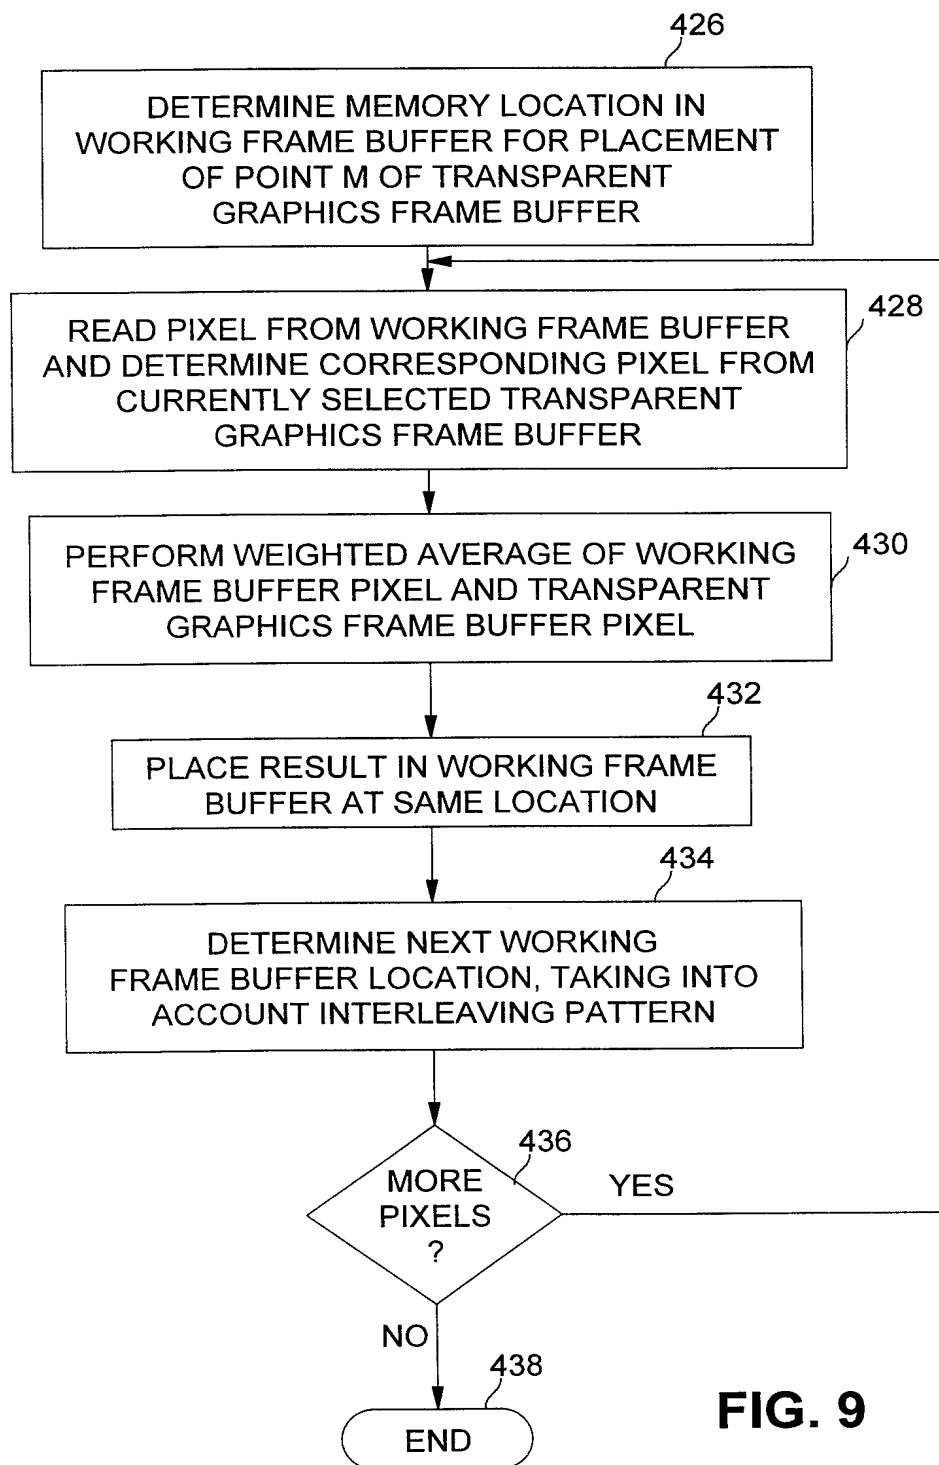 426
DETERMINE MEMORY LOCATION IN
WORKING FRAME BUFFER FOR PLACEMENT
OF POINT M OF TRANSPARENT
GRAPHICS FRAME BUFFER
428
READ PIXEL FROM WORKING FRAME BUFFER
AND DETERMINE CORRESPONDING PIXEL FROM
CURRENTLY SELECTED TRANSPARENT
GRAPHICS FRAME BUFFER
430
PERFORM WEIGHTED AVERAGE OF WORKING
FRAME BUFFER PIXEL AND TRANSPARENT
GRAPHICS FRAME BUFFER PIXEL
432
PLACE RESULT IN WORKING FRAME
BUFFER AT SAME LOCATION
434
DETERMINE NEXT WORKING
FRAME BUFFER LOCATION, TAKING INTO
ACCOUNT INTERLEAVING PATTERN
436
MORE
PIXELS
?
YES
NO
438
END
FIG. 9